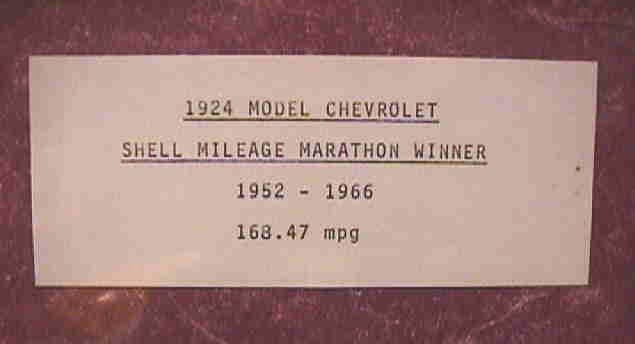 1924 MODEL CHEVROLET
SHELL MILEAGE MARATHON WINNER
1952 - 1966
168.47 mpg